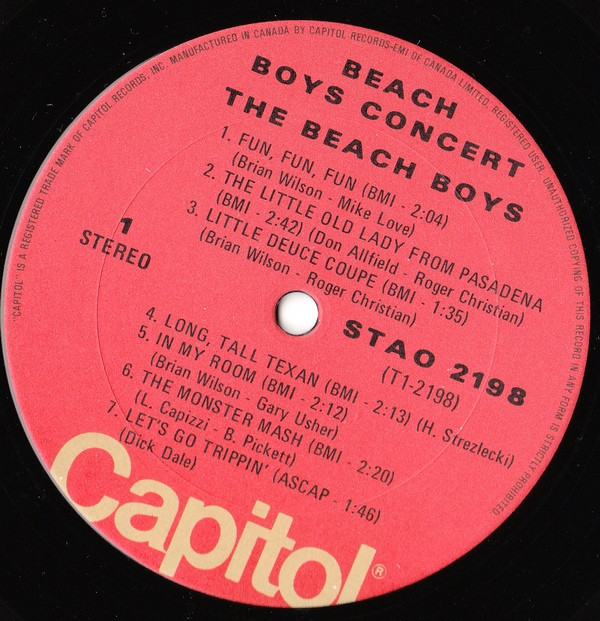 "CAPITOL" IS A REGISTERED TRADE MARK OF CAPITOL RECORDS, INC. MANUFACTURED IN CANADA BY CAPITOL RECORDS-EMI OF CANADA LIMITED. REGISTERED USER. UNAUTHORIZED COPYING OF THIS RECORD IN ANY FORM IS STRICTLY PROHIBITED.
BEACH
BOYS CONCERT
THE BEACH BOYS
1. FUN, FUN, FUN (BMI - 2:04)
(Brian Wilson - Mike Love)
2. THE LITTLE OLD LADY FROM PASADENA
(BMI - 2:42) (Don Allfield - Roger Christian)
3. LITTLE DEUCE COUPE (BMI - 1:35)
(Brian Wilson - Roger Christian)
1
STEREO
STAO 2198
(T1-2198)
4. LONG, TALL TEXAN (BMI - 2:13) (H. Strezlecki)
5. IN MY ROOM (BMI - 2:12)
(Brian Wilson - Gary Usher)
6. THE MONSTER MASH (BMI - 2:20)
(L. Capizzi - B. Pickett)
7. LET'S GO TRIPPIN' (ASCAP - 1:46)
(Dick Dale)
Capitol®